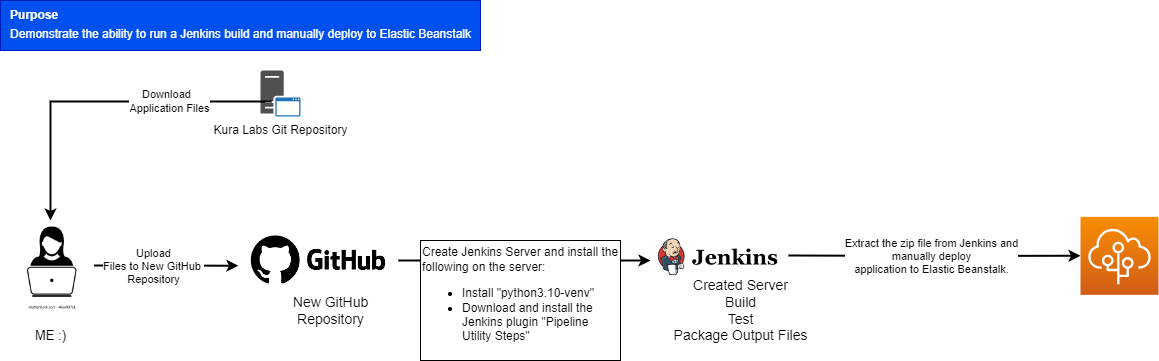 Purpose
Demonstrate the ability to run a Jenkins build and manually deploy to Elastic Beanstalk
Download
Application Files
Kura Labs Git Repository
Upload
Files to New GitHub
Repository
ME :)
GitHub
New GitHub
Repository
Create Jenkins Server and install the
following on the server:
• Install "python3.10-venv"
• Download and install the
Jenkins plugin "Pipeline
Utility Steps"
Jenkins
Created Server
Build
Test
Package Output Files
Extract the zip file from Jenkins and
manually deploy
application to Elastic Beanstalk.